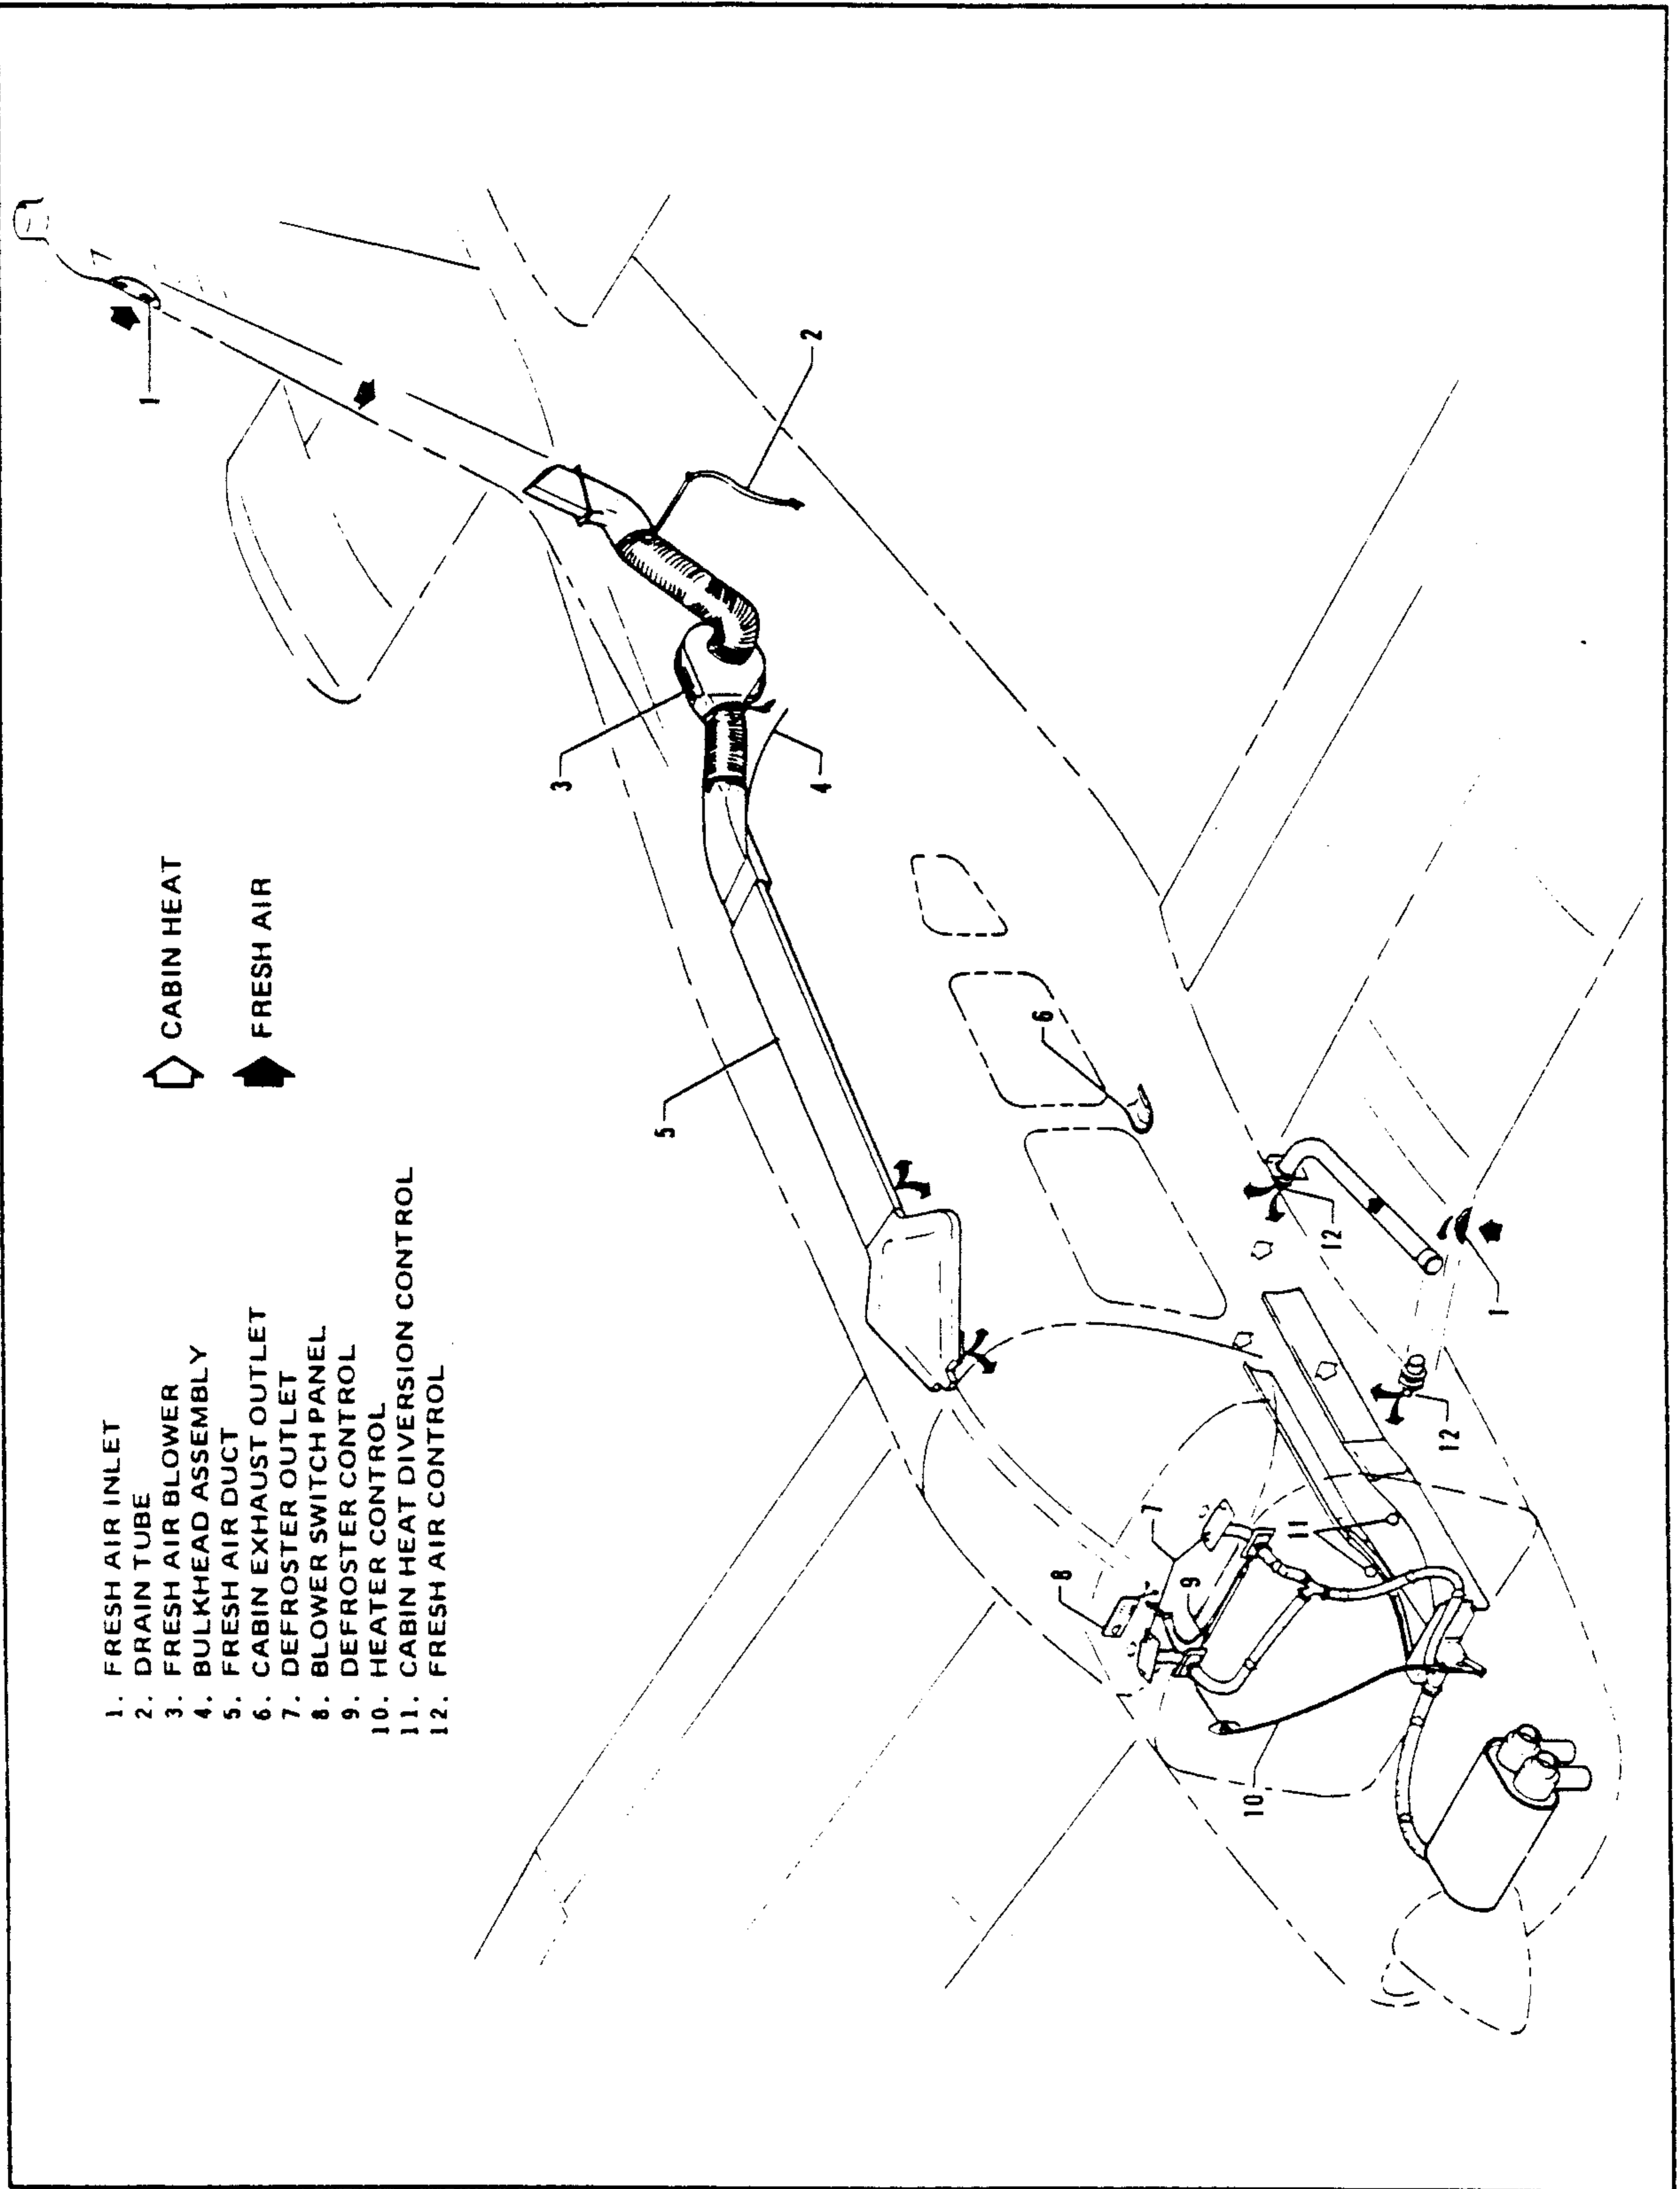 1. FRESH AIR INLET
2. DRAIN TUBE
3. FRESH AIR BLOWER
4. BULKHEAD ASSEMBLY
5. FRESH AIR DUCT
6. CABIN EXHAUST OUTLET
7. DEFROSTER OUTLET
8. BLOWER SWITCH PANEL
9. DEFROSTER CONTROL
10. HEATER CONTROL
11. CABIN HEAT DIVERSION CONTROL
12. FRESH AIR CONTROL
CABIN HEAT
FRESH AIR
1
2
3
4
5
6
7
8
9
10
11
12
12
1